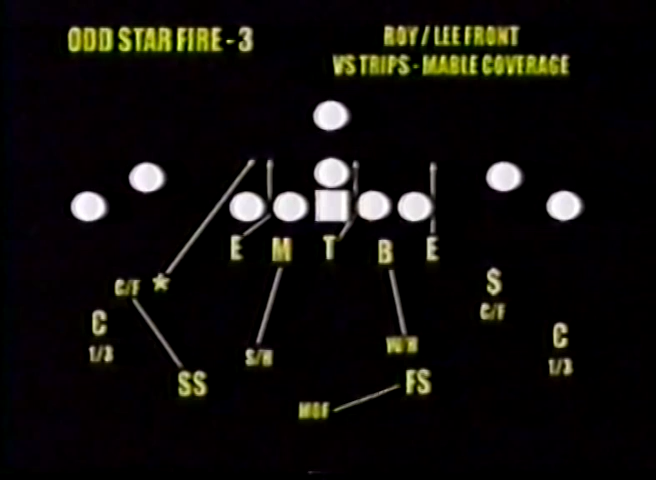 ODD STAR FIRE - 3
ROY / LEE FRONT
VS TRIPS - MABLE COVERAGE
E M T B E
C/F ★ $
C/F
C C
1/3 1/3
S/H
SS FS
MOF